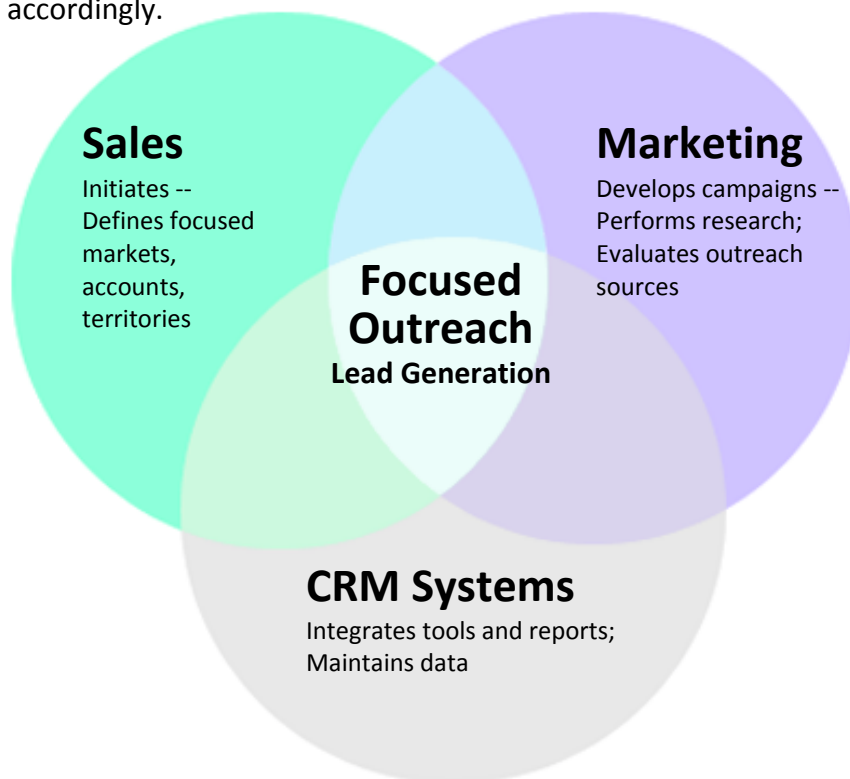 accordingly.
Sales
Initiates --
Defines focused
markets,
accounts,
territories
Marketing
Develops campaigns --
Performs research;
Evaluates outreach
sources
Focused
Outreach
Lead Generation
CRM Systems
Integrates tools and reports;
Maintains data